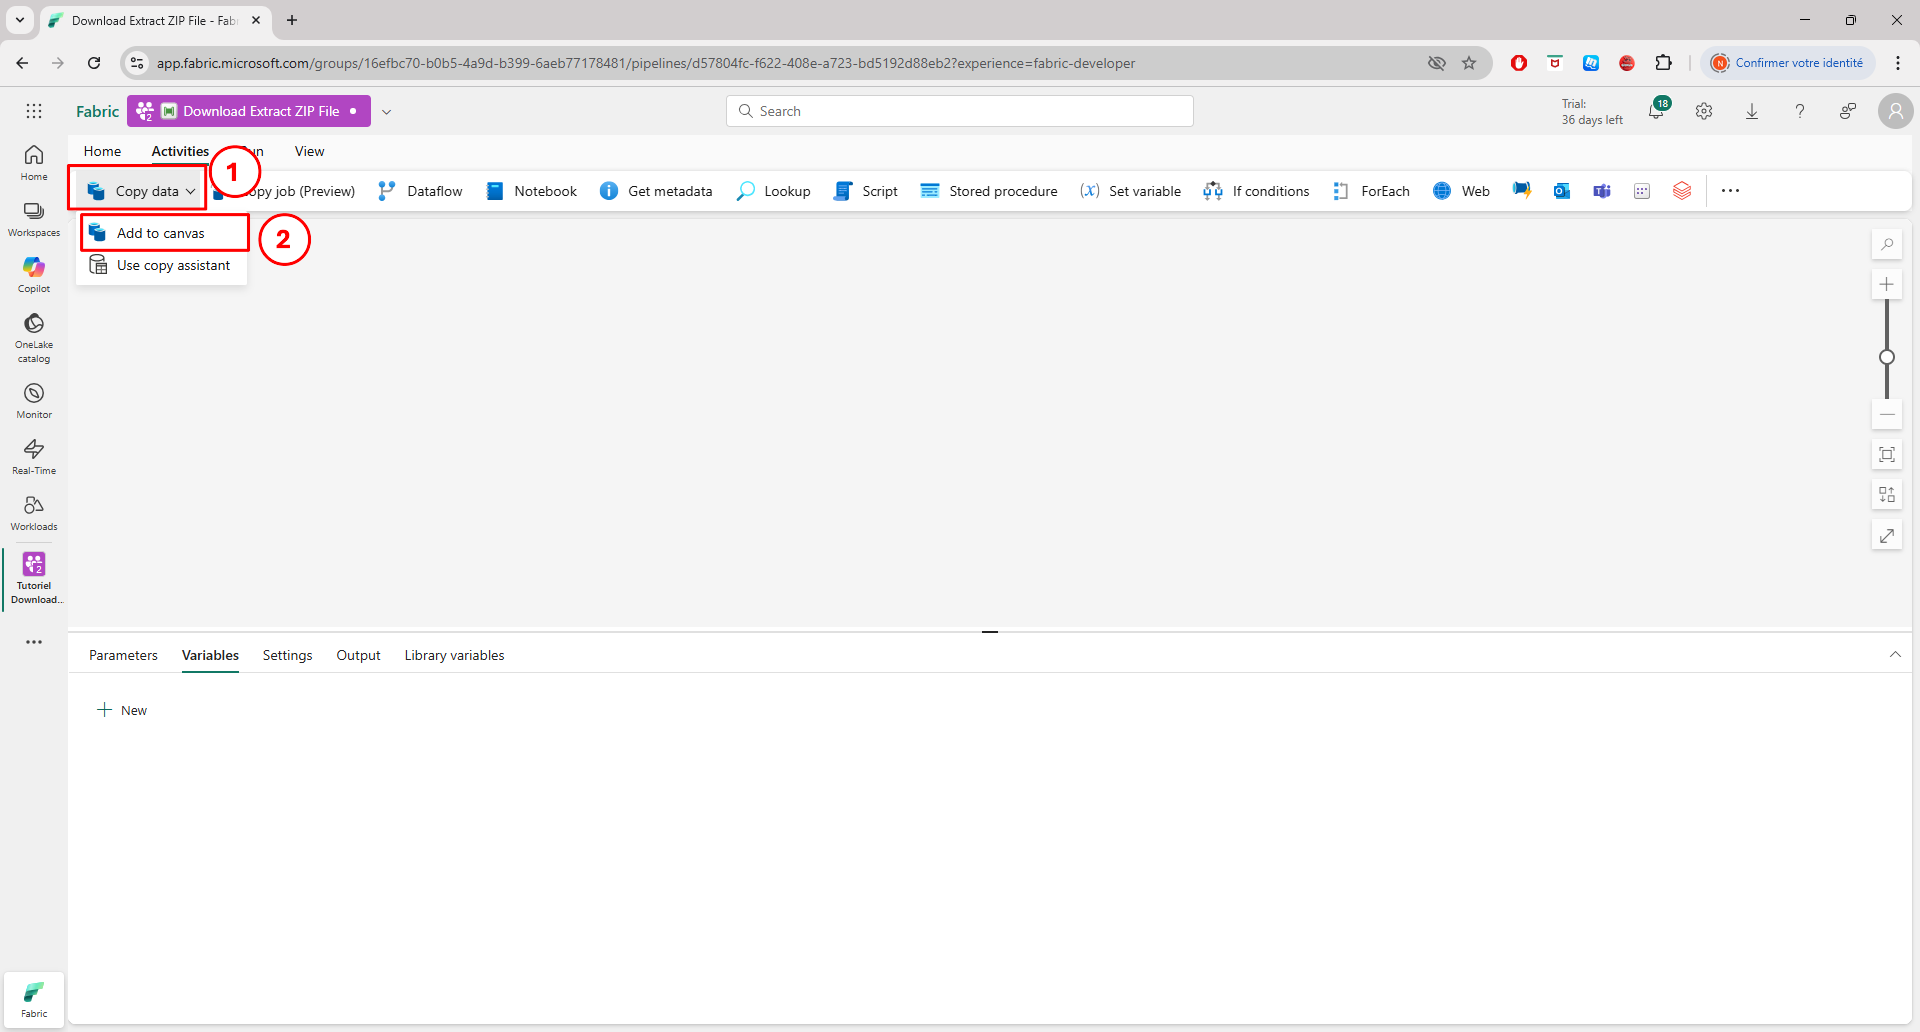 Download Extract ZIP File - Fab
app.fabric.microsoft.com/groups/16efbc70-b0b5-4a9d-b399-6aeb77178481/pipelines/d57804fc-f622-408e-a723-bd5192d88eb2?experience=fabric-developer
Confirmer votre identité
Fabric
2
Download Extract ZIP File
Search
Trial:
36 days left
18
Home Activities Run View
1
Copy data
Copy job (Preview) Dataflow Notebook Get metadata Lookup Script Stored procedure Set variable If conditions ForEach Web
Add to canvas
2
Use copy assistant
Home
Workspaces
Copilot
OneLake
catalog
Monitor
Real-Time
Workloads
2
Tutoriel
Download...
Fabric
Parameters Variables Settings Output Library variables
New